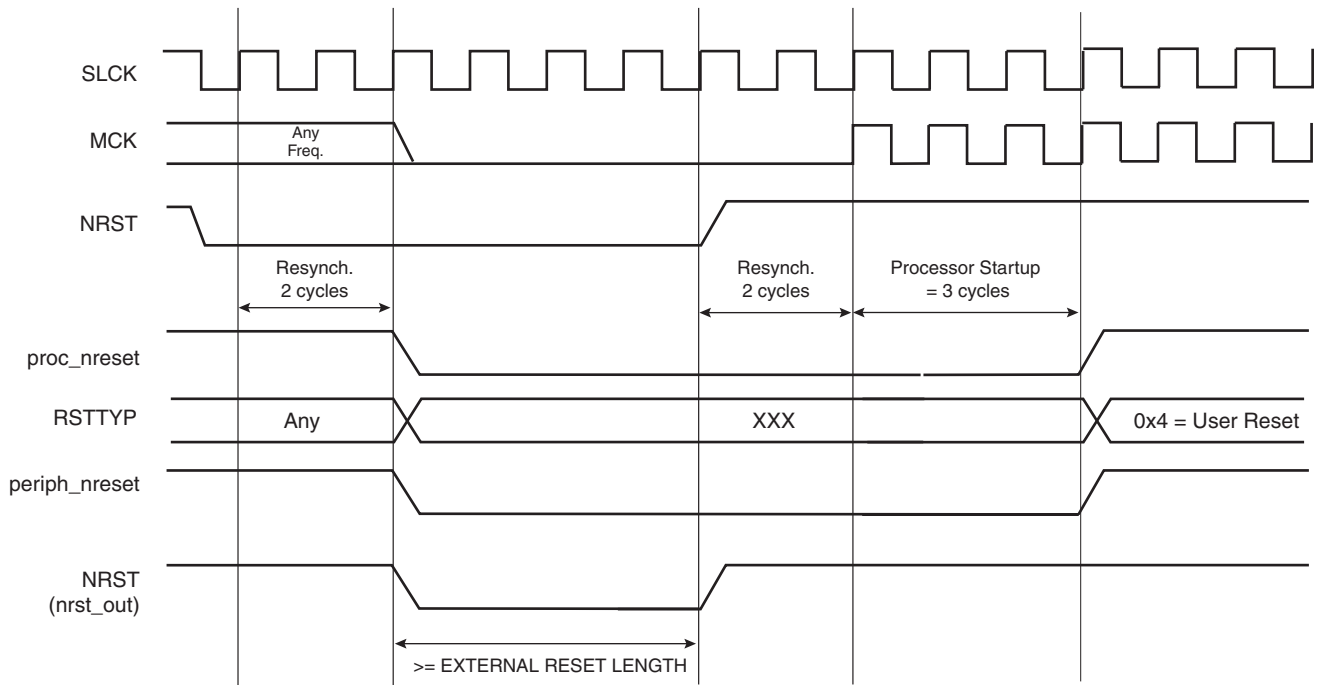 SLCK
MCK
Any
Freq.
NRST
Resynch.
2 cycles
Resynch.
2 cycles
Processor Startup
= 3 cycles
proc_nreset
RSTTYP
Any
XXX
0x4 = User Reset
periph_nreset
NRST
(nrst_out)
>= EXTERNAL RESET LENGTH